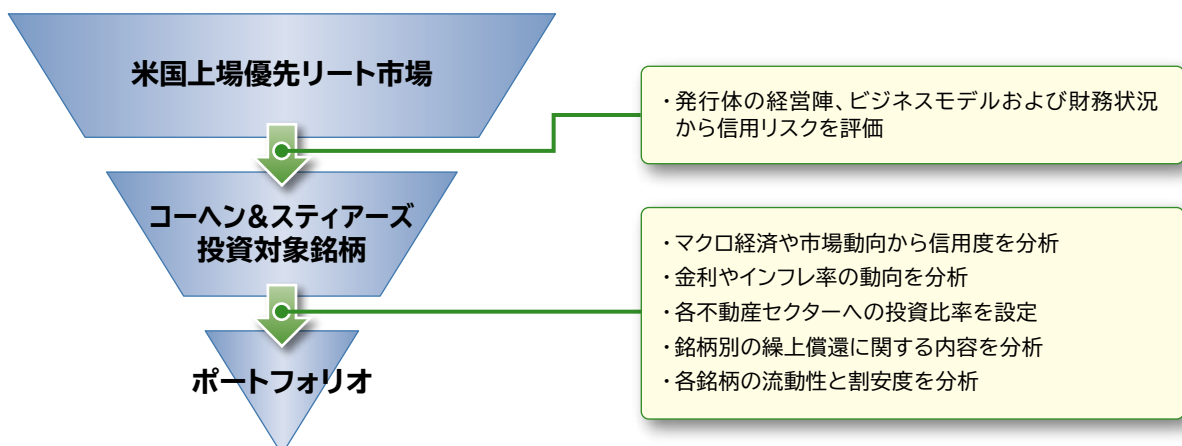 米国上場優先リート市場
・発行体の経営陣、ビジネスモデルおよび財務状況
から信用リスクを評価
コーヘン&スティアーズ
投資対象銘柄
・マクロ経済や市場動向から信用度を分析
・金利やインフレ率の動向を分析
・各不動産セクターへの投資比率を設定
・銘柄別の繰上償還に関する内容を分析
・各銘柄の流動性と割安度を分析
ポートフォリオ